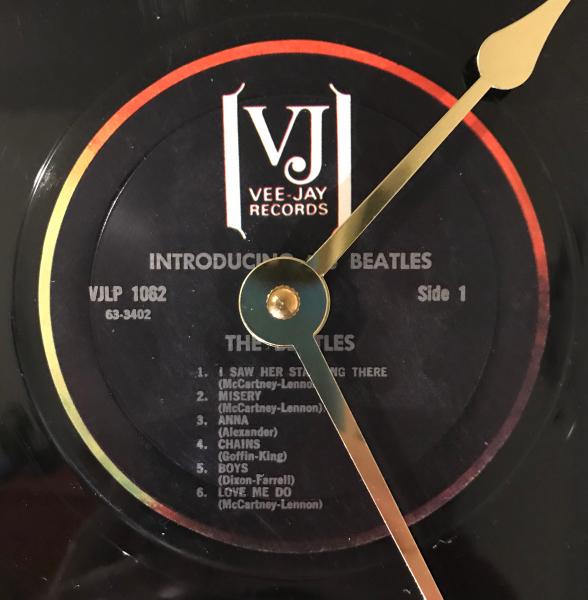 VJ
VEE-JAY
RECORDS
INTRODUCING BEATLES
VJLP 1062 Side 1
63-3402
THE BEATLES
1. I SAW HER STANDING THERE
(McCartney-Lennon)
2. MISERY
(McCartney-Lennon)
3. ANNA
(Alexander)
4. CHAINS
(Goffin-King)
5. BOYS
(Dixon-Farrell)
6. LOVE ME DO
(McCartney-Lennon)